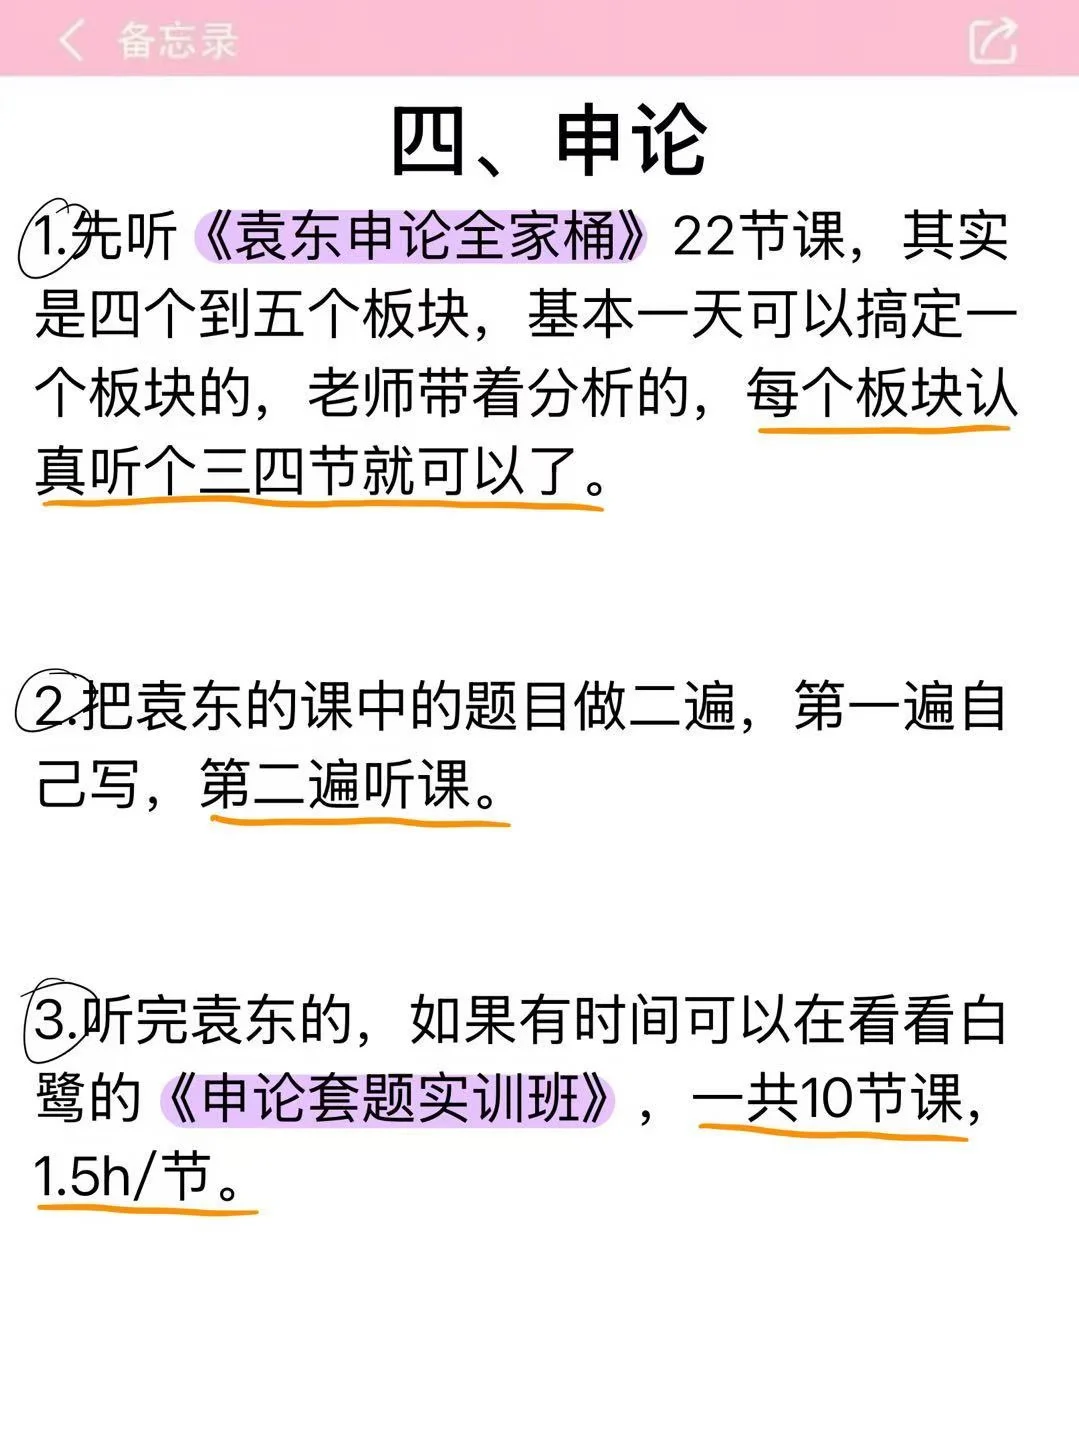 备忘录
四、申论
1.先听《袁东申论全家桶》22节课，其实
是四个到五个板块，基本一天可以搞定一
个板块的，老师带着分析的，每个板块认
真听个三四节就可以了。
2.把袁东的课中的题目做二遍，第一遍自
己写，第二遍听课。
3.听完袁东的，如果有时间可以在看看白
鹭的《申论套题实训班》，一共10节课，
1.5h/节。